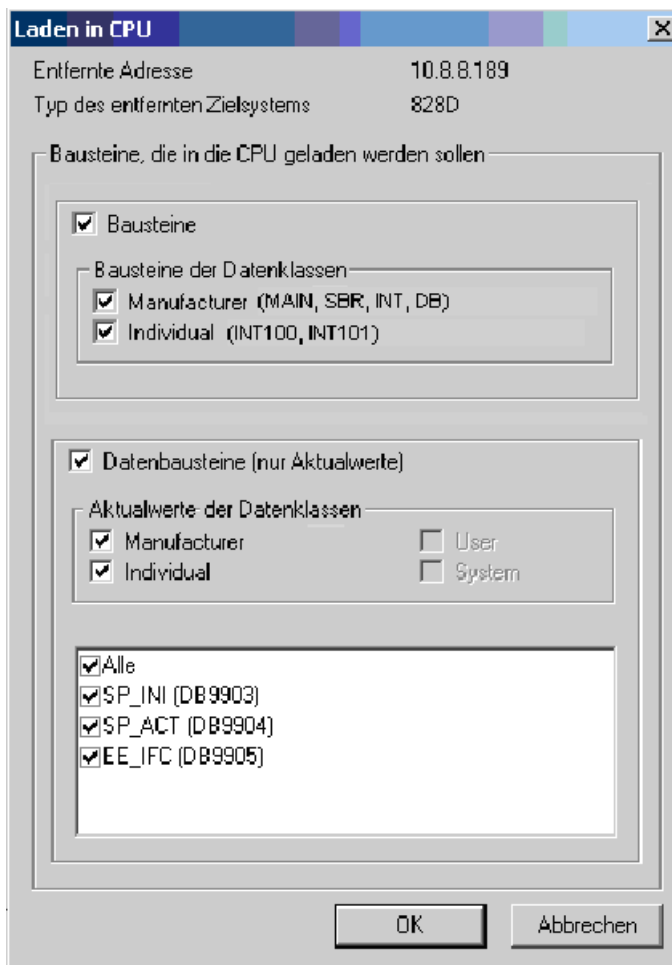 Laden in CPU
Entfernte Adresse 10.8.8.189
Typ des entfernten Zielsystems 828D
Bausteine, die in die CPU geladen werden sollen
Bausteine
Bausteine der Datenklassen
Manufacturer (MAIN, SBR, INT, DB)
Individual (INT100, INT101)
Datenbausteine (nur Aktualwerte)
Aktualwerte der Datenklassen
Manufacturer User
Individual System
Alle
SP_INI (DB9903)
SP_ACT (DB9904)
EE_IFC (DB9905)
OK Abbrechen